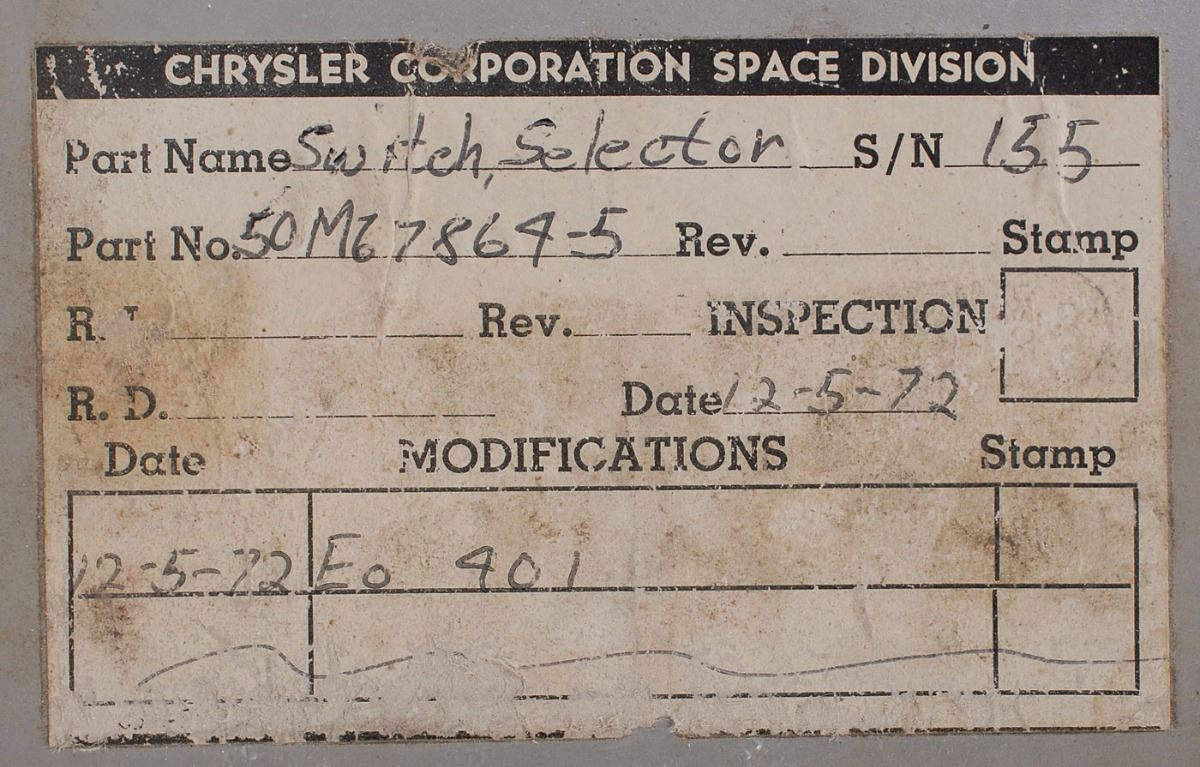 CHRYSLER CORPORATION SPACE DIVISION
Part Name Switch, Selector S/N 155
Part No. 50M67864-5 Rev. Stamp
R. Rev. INSPECTION
R. D. Date 12-5-72
Date MODIFICATIONS Stamp
12-5-72 EO 401